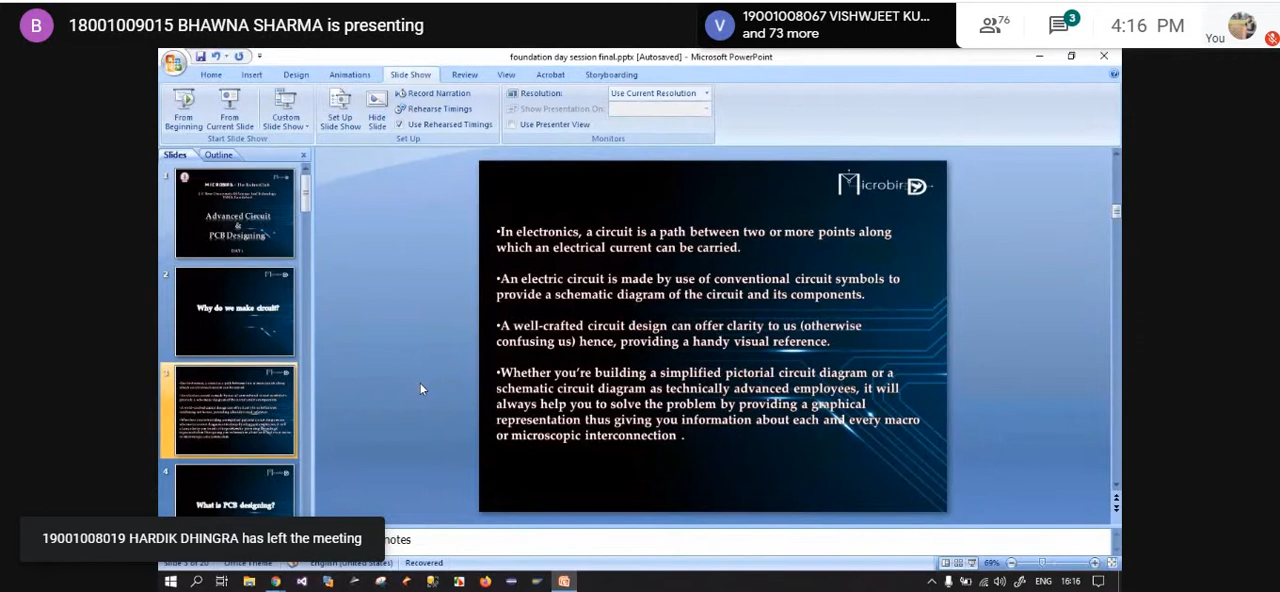 B 18001009015 BHAWNA SHARMA is presenting
V 19001008067 VISHWJEET KU...
and 73 more
76
3
4:16 PM
You
foundation day session final.pptx [Autosaved] - Microsoft PowerPoint
Home Insert Design Animations Slide Show Review View Acrobat Storyboarding
From Beginning
From Current Slide
Custom Slide Show
Start Slide Show
Set Up Slide Show
Hide Slide
Record Narration
Rehearse Timings
Use Rehearsed Timings
Set Up
Resolution: Use Current Resolution
Show Presentation On:
Use Presenter View
Monitors
Slides Outline
1
Advanced Circuit
&
PCB Designing
2
Why do we make circuit?
3
4
What is PCB designing?
Microbird
•In electronics, a circuit is a path between two or more points along
which an electrical current can be carried.
•An electric circuit is made by use of conventional circuit symbols to
provide a schematic diagram of the circuit and its components.
•A well-crafted circuit design can offer clarity to us (otherwise
confusing us) hence, providing a handy visual reference.
•Whether you're building a simplified pictorial circuit diagram or a
schematic circuit diagram as technically advanced employees, it will
always help you to solve the problem by providing a graphical
representation thus giving you information about each and every macro
or microscopic interconnection .
19001008019 HARDIK DHINGRA has left the meeting
notes
English (United States) Recovered
69%
ENG 16:16